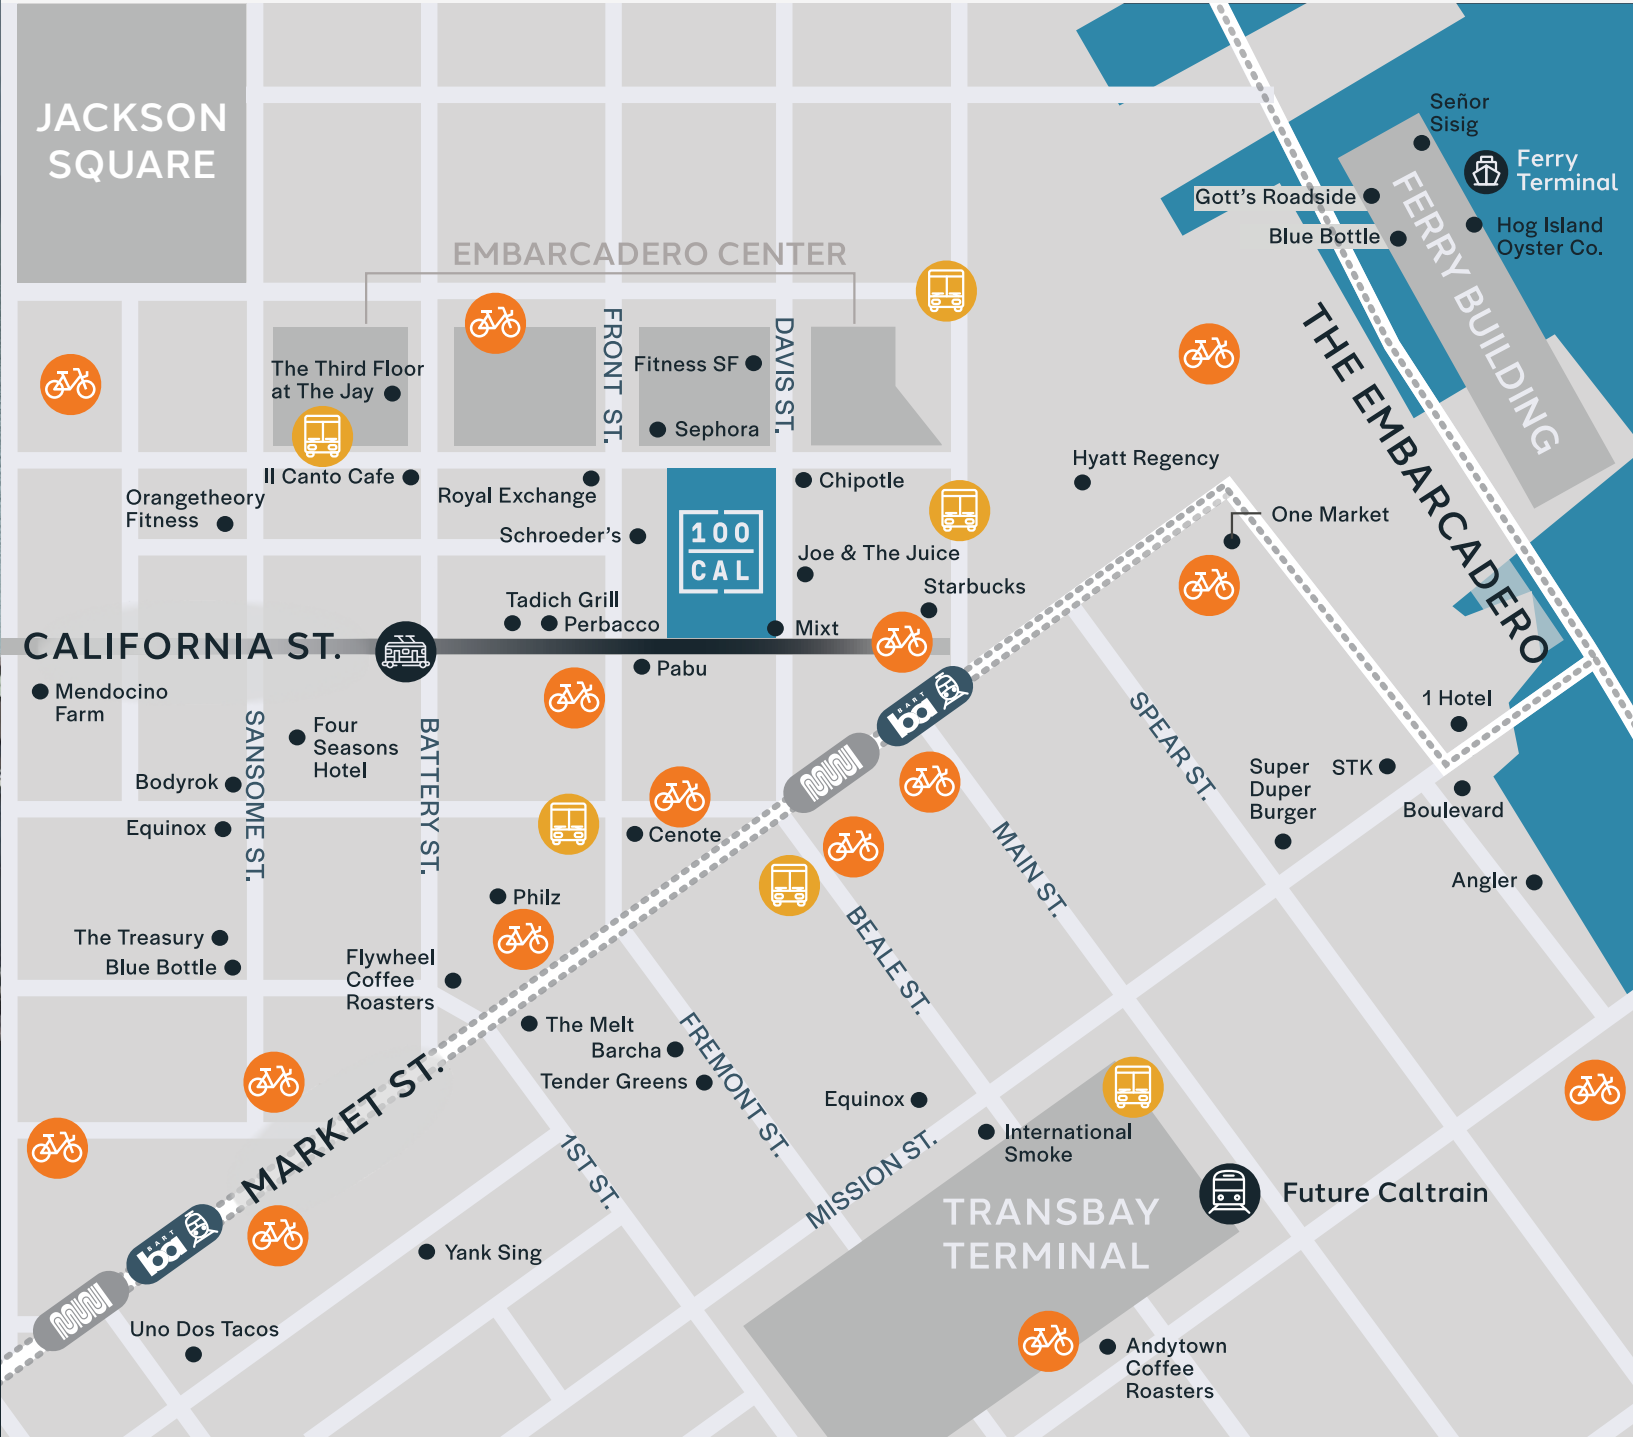 JACKSON
SQUARE
Señor
Sisig
Ferry
Terminal
Gott's Roadside
Hog Island
Oyster Co.
Blue Bottle
FERRY BUILDING
EMBARCADERO CENTER
THE EMBARCADERO
FRONT ST.
DAVIS ST.
The Third Floor
at The Jay
Fitness SF
Sephora
Il Canto Cafe
Royal Exchange
Chipotle
Hyatt Regency
Orangetheory
Fitness
Schroeder's
100
CAL
One Market
Joe & The Juice
Starbucks
Tadich Grill
Perbacco
Mixt
CALIFORNIA ST.
Pabu
Mendocino
Farm
SANSOME ST.
BATTERY ST.
Four
Seasons
Hotel
BART
ba
SPEAR ST.
1 Hotel
Bodyrok
MUNI
Super
Duper
Burger
STK
Boulevard
Equinox
Cenote
MAIN ST.
Philz
Angler
BEALE ST.
The Treasury
Blue Bottle
Flywheel
Coffee
Roasters
The Melt
Barcha
Tender Greens
FREMONT ST.
MARKET ST.
Equinox
International
Smoke
1ST ST.
MISSION ST.
TRANSBAY
TERMINAL
Future Caltrain
BART
ba
Yank Sing
MUNI
Uno Dos Tacos
Andytown
Coffee
Roasters